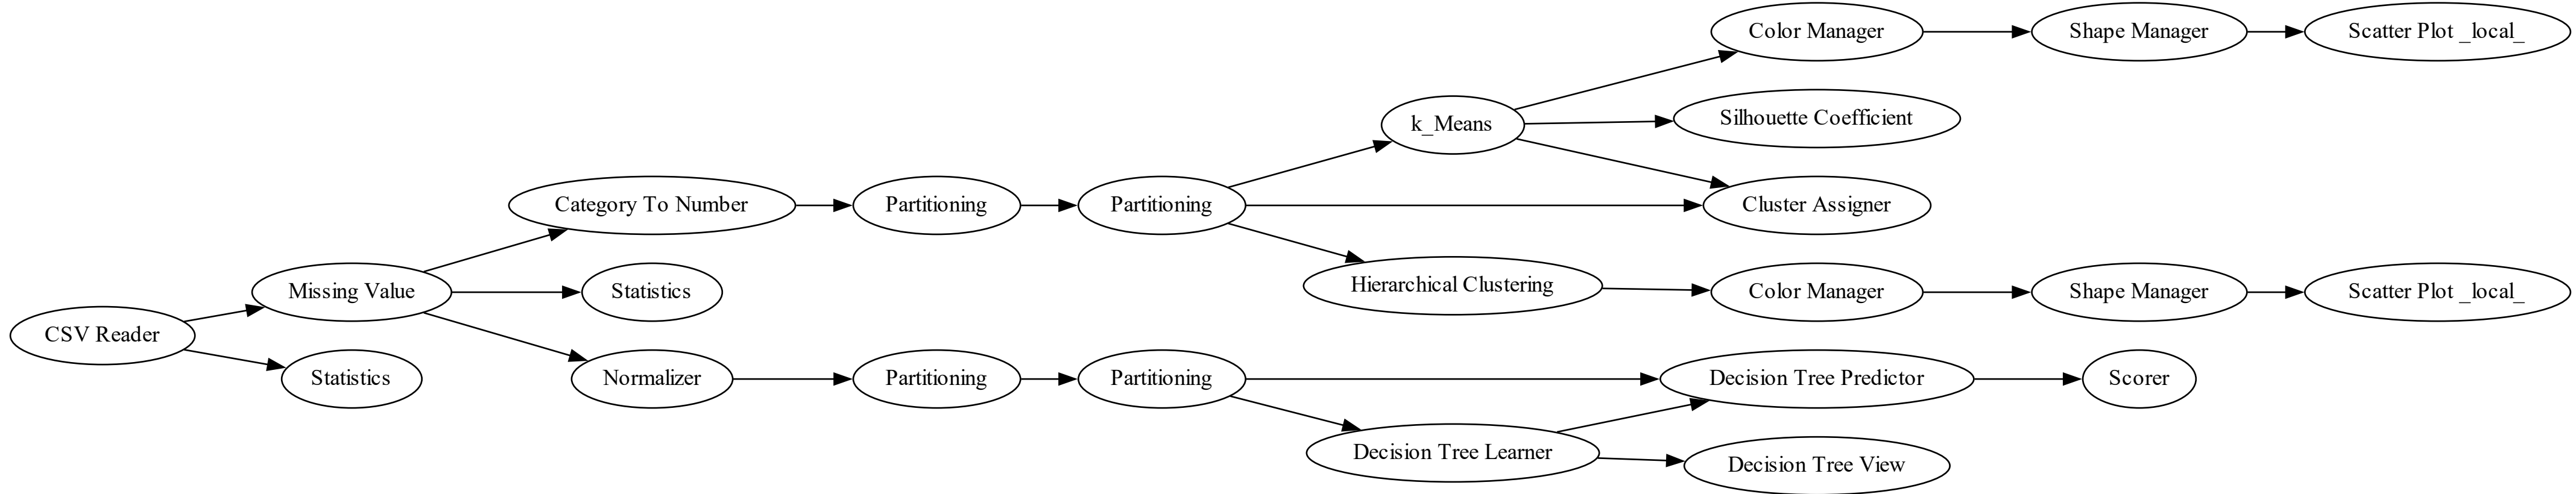 Color Manager
Shape Manager
Scatter Plot _local_
k_Means
Silhouette Coefficient
Category To Number
Partitioning
Partitioning
Cluster Assigner
Missing Value
Statistics
Hierarchical Clustering
Color Manager
Shape Manager
Scatter Plot _local_
CSV Reader
Statistics
Normalizer
Partitioning
Partitioning
Decision Tree Predictor
Scorer
Decision Tree Learner
Decision Tree View